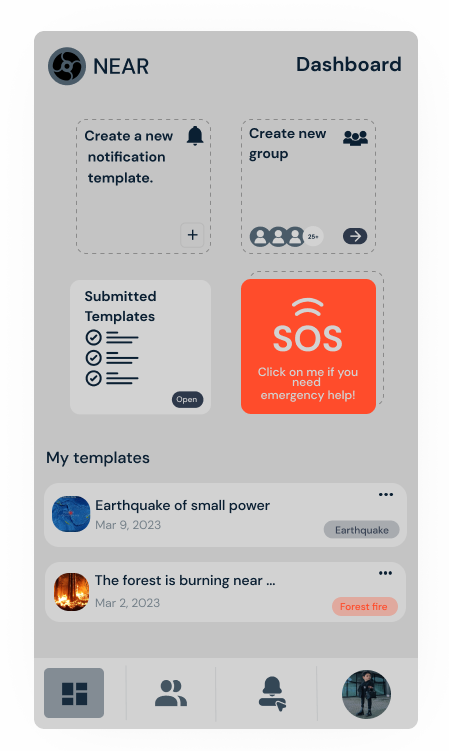 NEAR
Dashboard
Create a new
notification
template.
Create new
group
25+
Submitted
Templates
Open
SOS
Click on me if you
need
emergency help!
My templates
Earthquake of small power
Mar 9, 2023
Earthquake
The forest is burning near ...
Mar 2, 2023
Forest fire